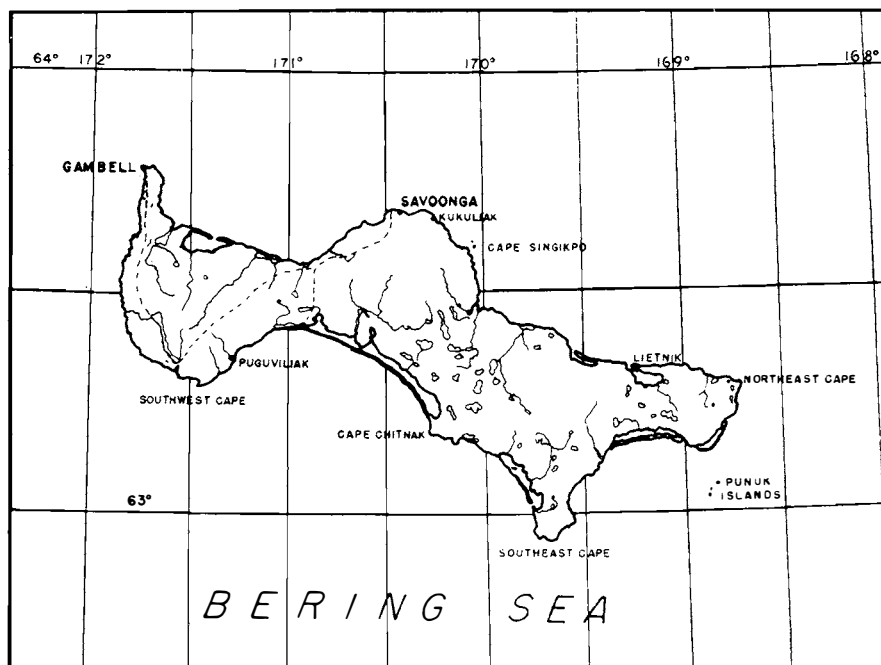 64° 172° 171° 170° 169° 168°
GAMBELL
SAVOONGA
KUKULIAK
CAPE SINGIKPO
LIETNIK
PUGUVILIAK
NORTHEAST CAPE
SOUTHWEST CAPE
CAPE CHITNAK
PUNUK
ISLANDS
63°
SOUTHEAST CAPE
BERING SEA